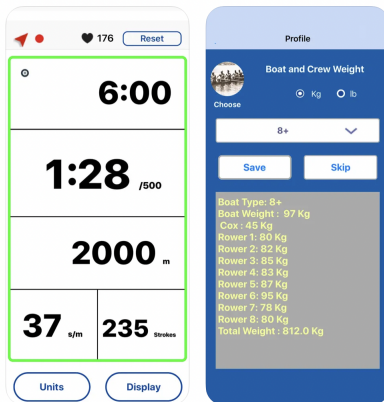 176 Reset
6:00
1:28 /500
2000 m
37 s/m 235 Strokes
Units Display
Profile
Boat and Crew Weight
Kg lb
Choose
8+
Save Skip
Boat Type: 8+
Boat Weight : 97 Kg
Cox : 45 Kg
Rower 1: 80 Kg
Rower 2: 82 Kg
Rower 3: 85 Kg
Rower 4: 83 Kg
Rower 5: 87 Kg
Rower 6: 95 Kg
Rower 7: 78 Kg
Rower 8: 80 Kg
Total Weight : 812.0 Kg